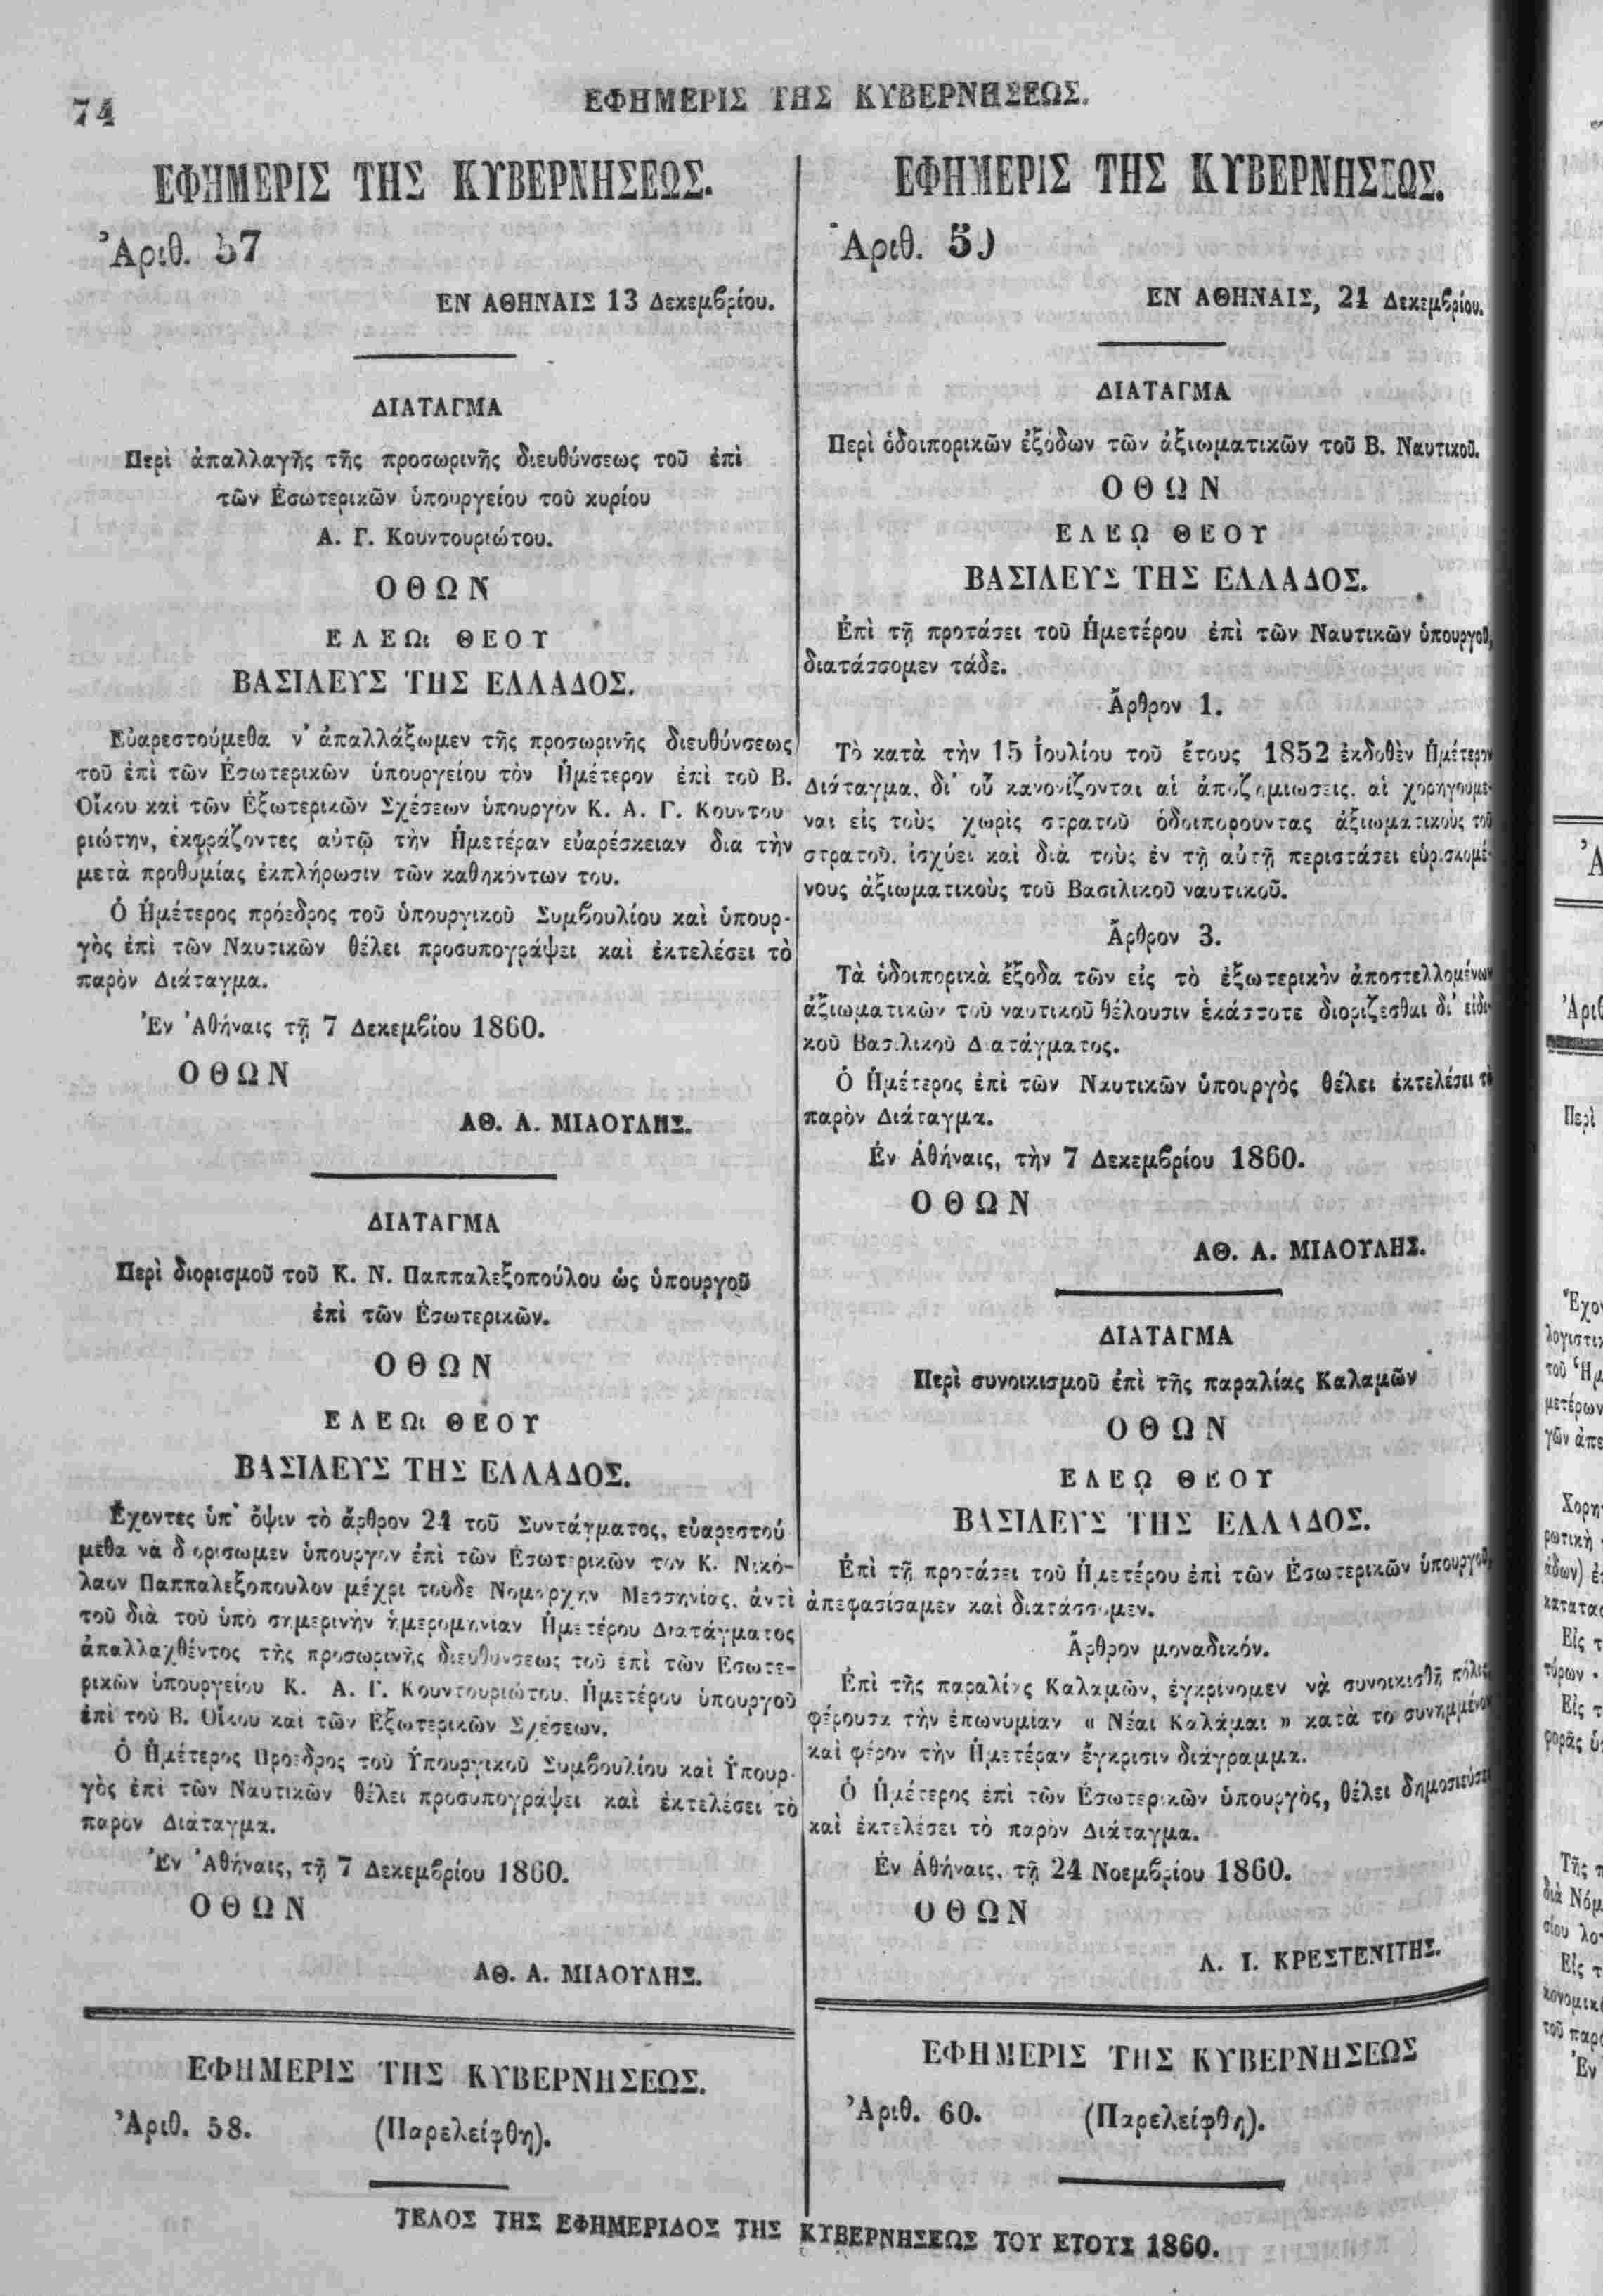 74
ΕΦΗΜΕΡΙΣ ΤΗΣ ΚΥΒΕΡΝΗΣΕΩΣ.
ΕΦΗΜΕΡΙΣ ΤΗΣ ΚΥΒΕΡΝΗΣΕΩΣ.
Ἀριθ. 57
ΕΝ ΑΘΗΝΑΙΣ 13 Δεκεμβρίου.
ΔΙΑΤΑΓΜΑ
Περὶ ἀπαλλαγῆς τῆς προσωρινῆς διευθύνσεως τοῦ ἐπὶ
τῶν Ἐσωτερικῶν ὑπουργείου τοῦ κυρίου
Α. Γ. Κουντουριώτου.
ΟΘΩΝ
ΕΛΕΩι ΘΕΟΥ
ΒΑΣΙΛΕΥΣ ΤΗΣ ΕΛΛΑΔΟΣ.
Εὐαρεστούμεθα ν' ἀπαλλάξωμεν τῆς προσωρινῆς διευθύνσεως
τοῦ ἐπὶ τῶν Ἐσωτερικῶν ὑπουργείου τὸν Ἡμέτερον ἐπὶ τοῦ Β.
Οἴκου καὶ τῶν Ἐξωτερικῶν Σχέσεων ὑπουργὸν Κ. Α. Γ. Κουντου
ριώτην, ἐκφράζοντες αὐτῷ τὴν Ἡμετέραν εὐαρέσκειαν δια τὴν
μετὰ προθυμίας ἐκπλήρωσιν τῶν καθηκόντων του.
Ὁ Ἡμέτερος πρόεδρος τοῦ ὑπουργικοῦ Συμβουλίου καὶ ὑπουρ-
γὸς ἐπὶ τῶν Ναυτικῶν θέλει προσυπογράψει καὶ ἐκτελέσει τὸ
παρὸν Διάταγμα.
Ἐν Ἀθήναις τῇ 7 Δεκεμβίου 1860.
ΟΘΩΝ
ΑΘ. Α. ΜΙΑΟΥΛΗΣ.
ΔΙΑΤΑΓΜΑ
Περὶ διορισμοῦ τοῦ Κ. Ν. Παππαλεξοπούλου ὡς ὑπουργοῦ
ἐπὶ τῶν Ἐσωτερικῶν.
ΟΘΩΝ
ΕΛΕΩι ΘΕΟΥ
ΒΑΣΙΛΕΥΣ ΤΗΣ ΕΛΛΑΔΟΣ.
Ἔχοντες ὑπ' ὄψιν τὸ ἄρθρον 24 τοῦ Συντάγματος, εὐαρεστού
μεθα νὰ διορισωμεν ὑπουργον ἐπὶ τῶν Ἐσωτερικῶν τον Κ. Νικό-
λαον Παππαλεξοπουλον μέχρι τοῦδε Νομάρχην Μεσσηνίας, ἀντὶ
τοῦ διὰ τοῦ ὑπὸ σημερινὴν ἡμερομηνίαν Ἡμετέρου Διατάγματος
ἀπαλλαχθέντος τῆς προσωρινῆς διευθυνσεως τοῦ ἐπὶ τῶν Ἐσωτε-
ρικῶν ὑπουργείου Κ. Α. Γ. Κουντουριώτου, Ἡμετέρου ὑπουργοῦ
ἐπὶ τοῦ Β. Οἴκου καὶ τῶν Ἐξωτερικῶν Σχέσεων.
Ὁ Ἡμέτερος Πρόεδρος τοῦ Ὑπουργικοῦ Συμβουλίου καὶ Ὑπουρ-
γὸς ἐπὶ τῶν Ναυτικῶν θέλει προσυπογράψει καὶ ἐκτελέσει τὸ
παρὸν Διάταγμα.
Ἐν Ἀθήναις, τῇ 7 Δεκεμβρίου 1860.
ΟΘΩΝ
ΑΘ. Α. ΜΙΑΟΥΛΗΣ.
ΕΦΗΜΕΡΙΣ ΤΗΣ ΚΥΒΕΡΝΗΣΕΩΣ.
Ἀριθ. 58. (Παρελείφθη).
ΕΦΗΜΕΡΙΣ ΤΗΣ ΚΥΒΕΡΝΗΣΕΩΣ.
Ἀριθ. 59
ΕΝ ΑΘΗΝΑΙΣ, 21 Δεκεμβρίου.
ΔΙΑΤΑΓΜΑ
Περὶ ὁδοιπορικῶν ἐξόδων τῶν ἀξιωματικῶν τοῦ Β. Ναυτικοῦ.
ΟΘΩΝ
ΕΛΕῼ ΘΕΟΥ
ΒΑΣΙΛΕΥΣ ΤΗΣ ΕΛΛΑΔΟΣ.
Ἐπὶ τῇ προτάσει τοῦ Ἡμετέρου ἐπὶ τῶν Ναυτικῶν ὑπουργοῦ,
διατάσσομεν τάδε.
Ἄρθρον 1.
Τὸ κατὰ τὴν 15 Ἰουλίου τοῦ ἔτους 1852 ἐκδοθὲν Ἡμέτερον
Διάταγμα, δι' οὗ κανονίζονται αἱ ἀποζημιώσεις, αἱ χορηγούμε-
ναι εἰς τοὺς χωρὶς στρατοῦ ὁδοιποροῦντας ἀξιωματικοὺς τοῦ
στρατοῦ, ἰσχύει καὶ διὰ τοὺς ἐν τῇ αὐτῇ περιστάσει εὑρισκομέ-
νους ἀξιωματικοὺς τοῦ Βασιλικοῦ ναυτικοῦ.
Ἄρθρον 3.
Τὰ ὁδοιπορικὰ ἔξοδα τῶν εἰς τὸ ἐξωτερικὸν ἀποστελλομένων
ἀξιωματικῶν τοῦ ναυτικοῦ θέλουσιν ἑκάστοτε διορίζεσθαι δι' εἰδι-
κοῦ Βασιλικοῦ Διατάγματος.
Ὁ Ἡμέτερος ἐπὶ τῶν Ναυτικῶν ὑπουργὸς θέλει ἐκτελέσει τὸ
παρὸν Διάταγμα.
Ἐν Ἀθήναις, τὴν 7 Δεκεμβρίου 1860.
ΟΘΩΝ
ΑΘ. Α. ΜΙΑΟΥΛΗΣ.
ΔΙΑΤΑΓΜΑ
Περὶ συνοικισμοῦ ἐπὶ τῆς παραλίας Καλαμῶν
ΟΘΩΝ
ΕΛΕῼ ΘΕΟΥ
ΒΑΣΙΛΕΥΣ ΤΗΣ ΕΛΛΑΔΟΣ.
Ἐπὶ τῇ προτάσει τοῦ Ἡμετέρου ἐπὶ τῶν Ἐσωτερικῶν ὑπουργοῦ,
ἀπεφασίσαμεν καὶ διατάσσομεν.
Ἄρθρον μοναδικόν.
Ἐπὶ τῆς παραλίας Καλαμῶν, ἐγκρίνομεν νὰ συνοικισθῇ πόλις
φέρουσα τὴν ἐπωνυμίαν « Νέαι Καλάμαι » κατὰ τὸ συνημμένον
καὶ φέρον τὴν Ἡμετέραν ἔγκρισιν διάγραμμα.
Ὁ Ἡμέτερος ἐπὶ τῶν Ἐσωτερικῶν ὑπουργὸς, θέλει δημοσιεύσει
καὶ ἐκτελέσει τὸ παρὸν Διάταγμα.
Ἐν Ἀθήναις, τῇ 24 Νοεμβρίου 1860.
ΟΘΩΝ
Λ. Ι. ΚΡΕΣΤΕΝΙΤΗΣ.
ΕΦΗΜΕΡΙΣ ΤΗΣ ΚΥΒΕΡΝΗΣΕΩΣ
Ἀριθ. 60. (Παρελείφθη).
ΤΕΛΟΣ ΤΗΣ ΕΦΗΜΕΡΙΔΟΣ ΤΗΣ ΚΥΒΕΡΝΗΣΕΩΣ ΤΟΥ ΕΤΟΥΣ 1860.